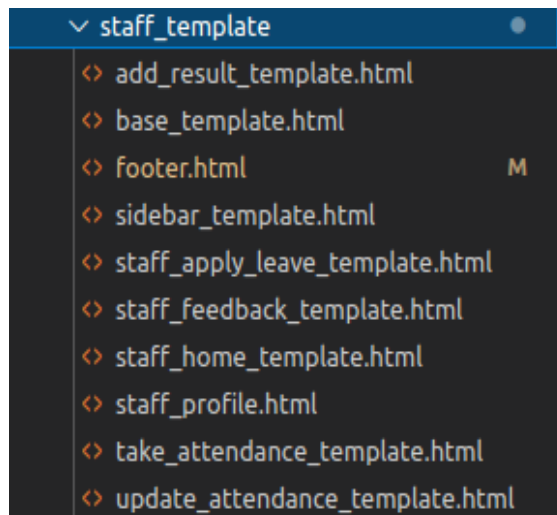 staff_template
add_result_template.html
base_template.html
footer.html M
sidebar_template.html
staff_apply_leave_template.html
staff_feedback_template.html
staff_home_template.html
staff_profile.html
take_attendance_template.html
update_attendance_template.html